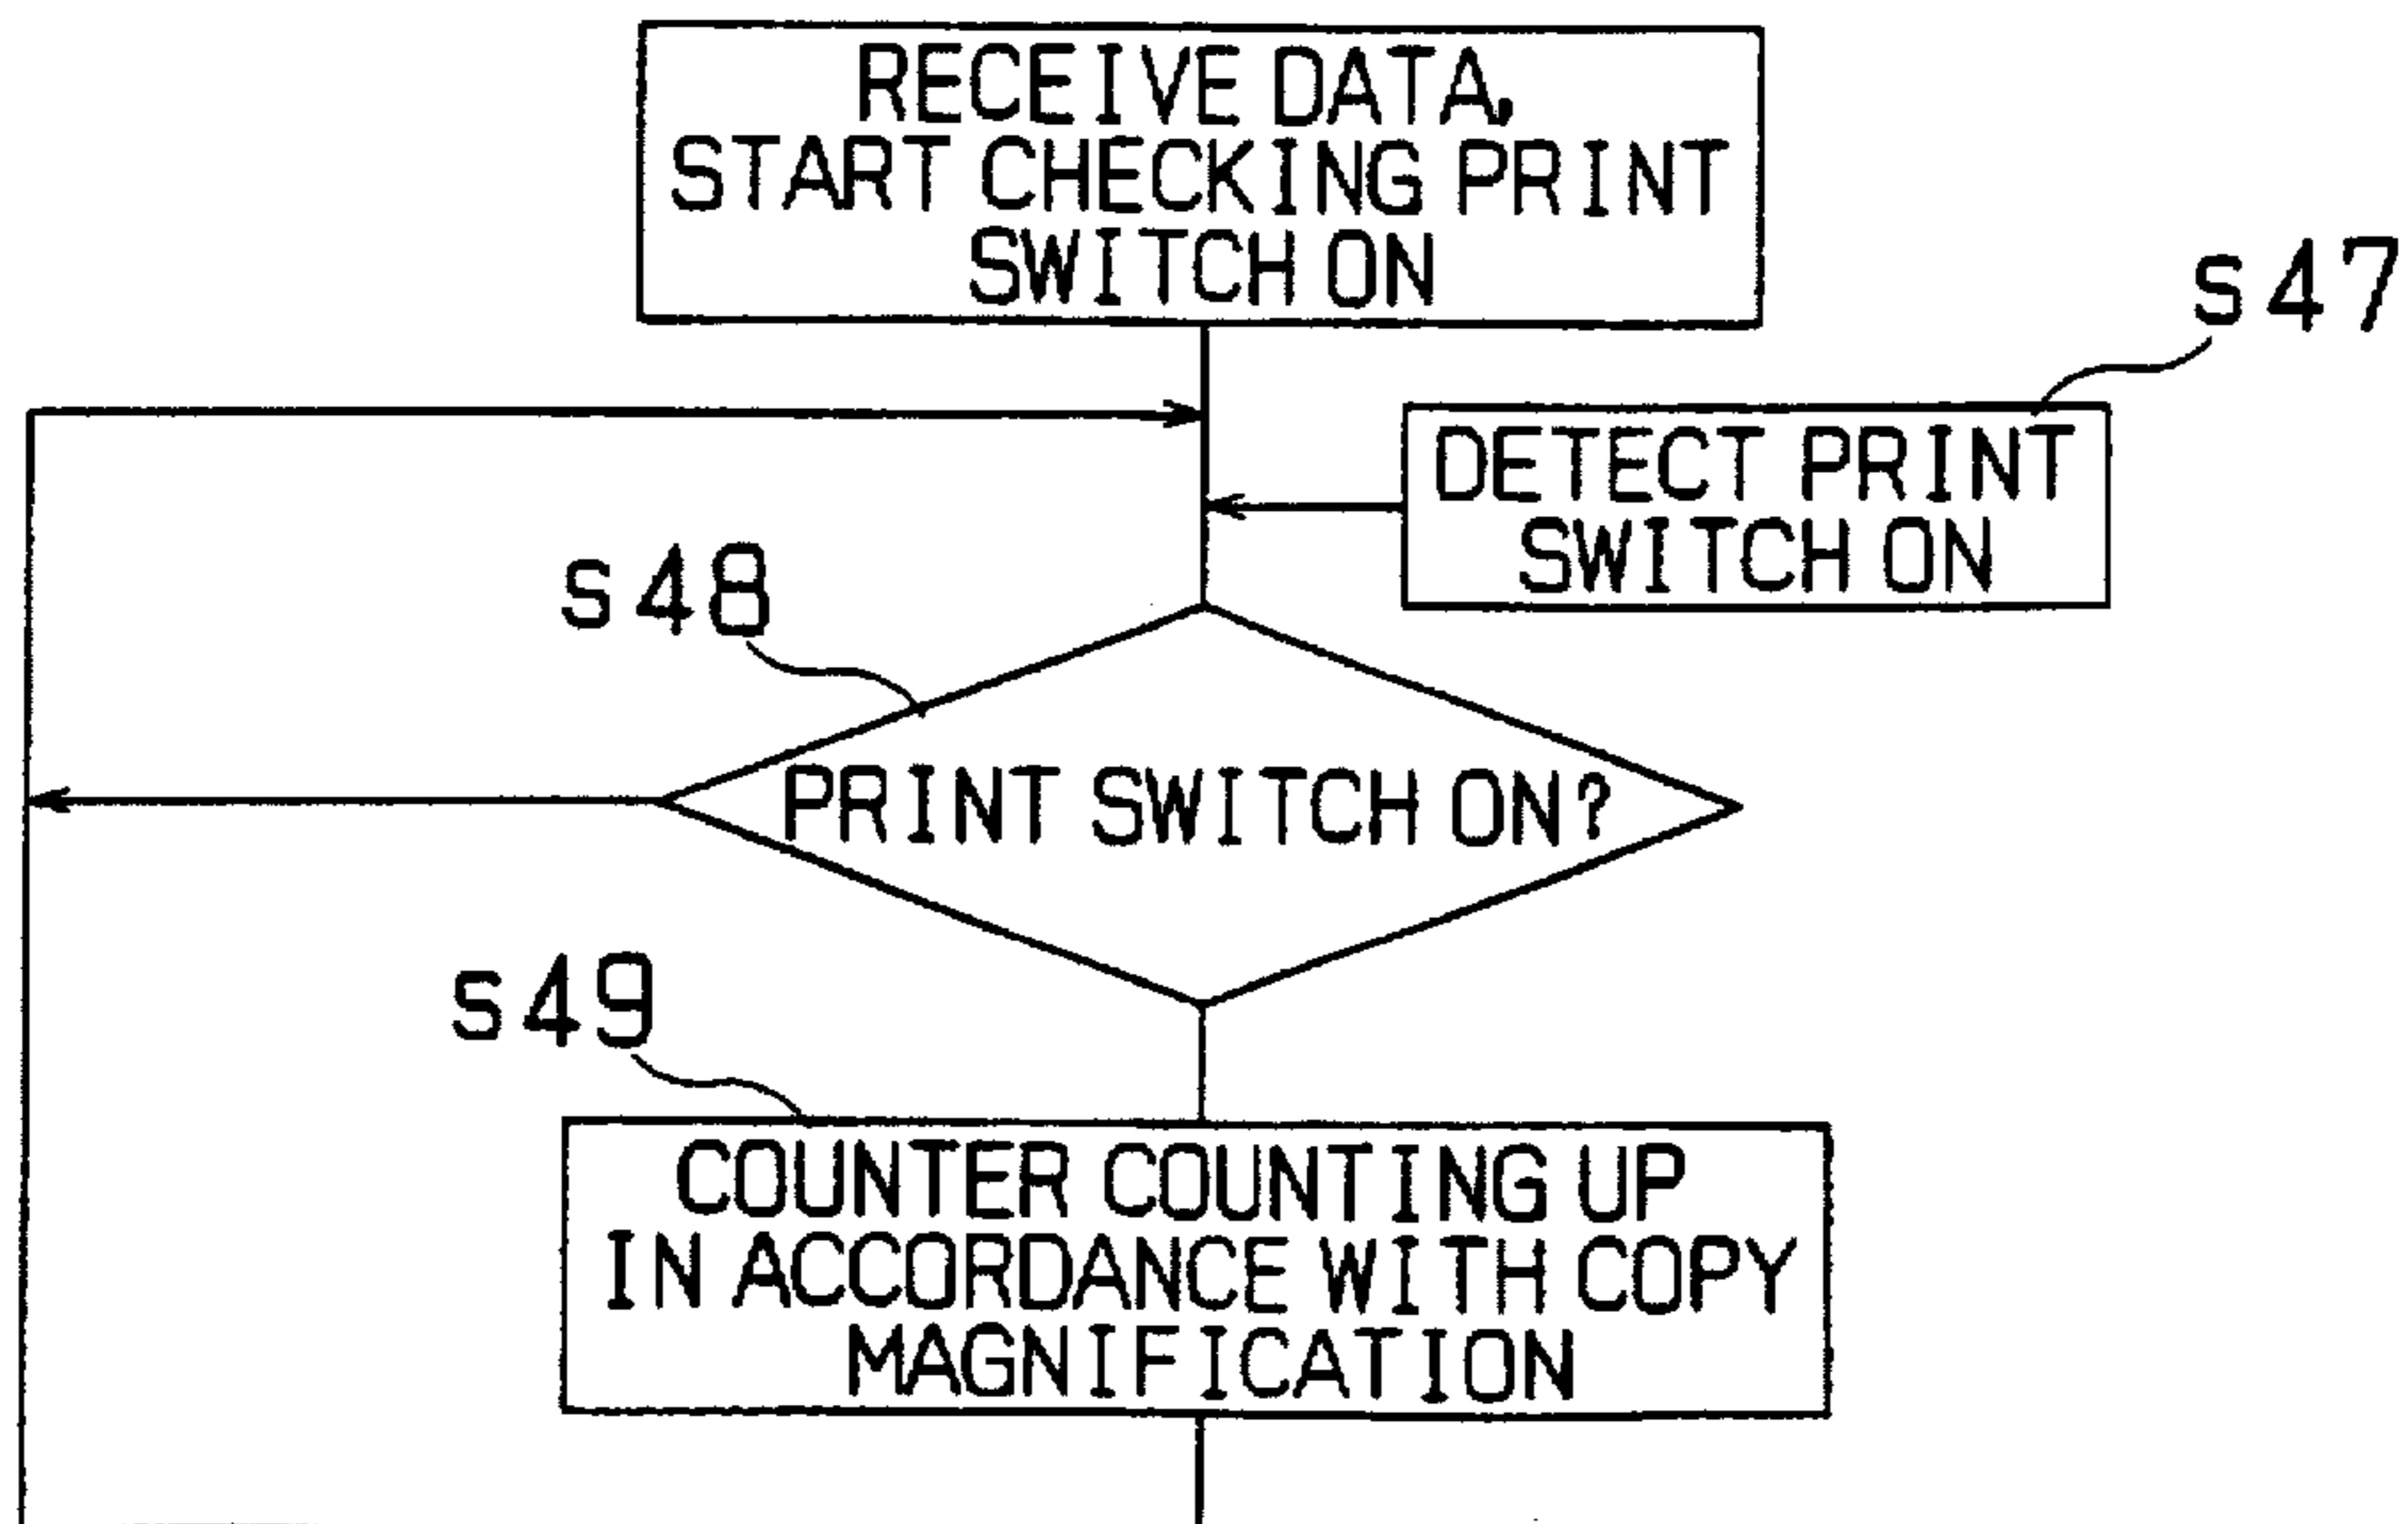 RECEIVE DATA,
START CHECKING PRINT
SWITCH ON
s47
DETECT PRINT
SWITCH ON
s48
PRINT SWITCH ON?
s49
COUNTER COUNTING UP
IN ACCORDANCE WITH COPY
MAGNIFICATION